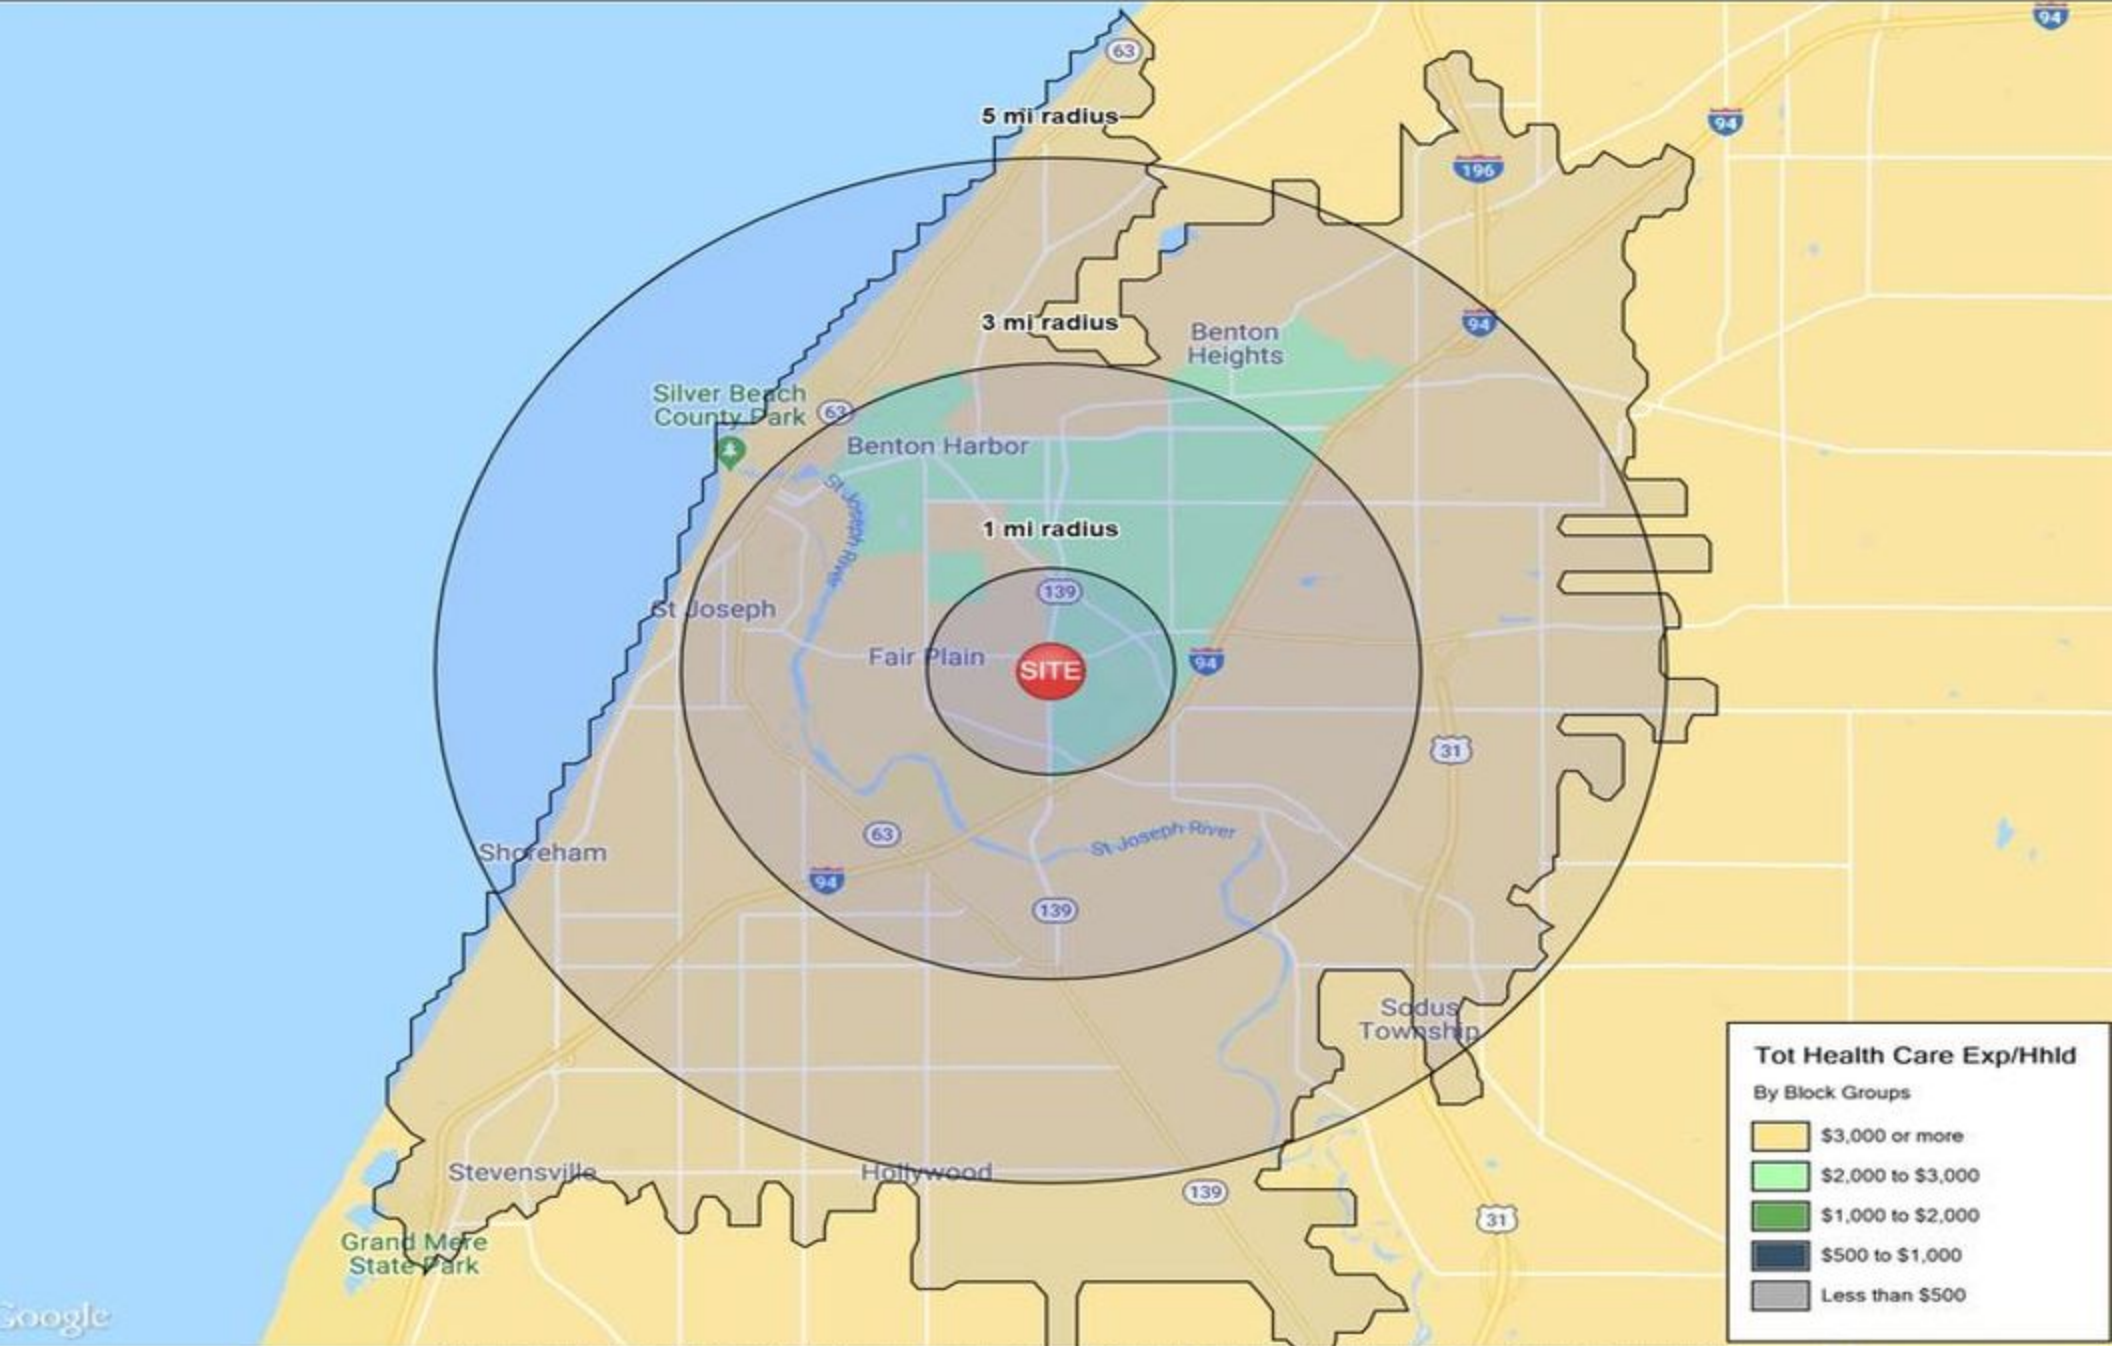 94
63
5 mi radius
94
196
3 mi radius
94
Benton
Heights
Silver Beach
County Park
63
Benton Harbor
St Joseph River
1 mi radius
139
St Joseph
Fair Plain
SITE
94
31
63
St Joseph River
Shoreham
94
139
Sodus
Township
Stevensville
Hollywood
139
31
Grand Mere
State Park
Google
Tot Health Care Exp/Hhld
By Block Groups
$3,000 or more
$2,000 to $3,000
$1,000 to $2,000
$500 to $1,000
Less than $500